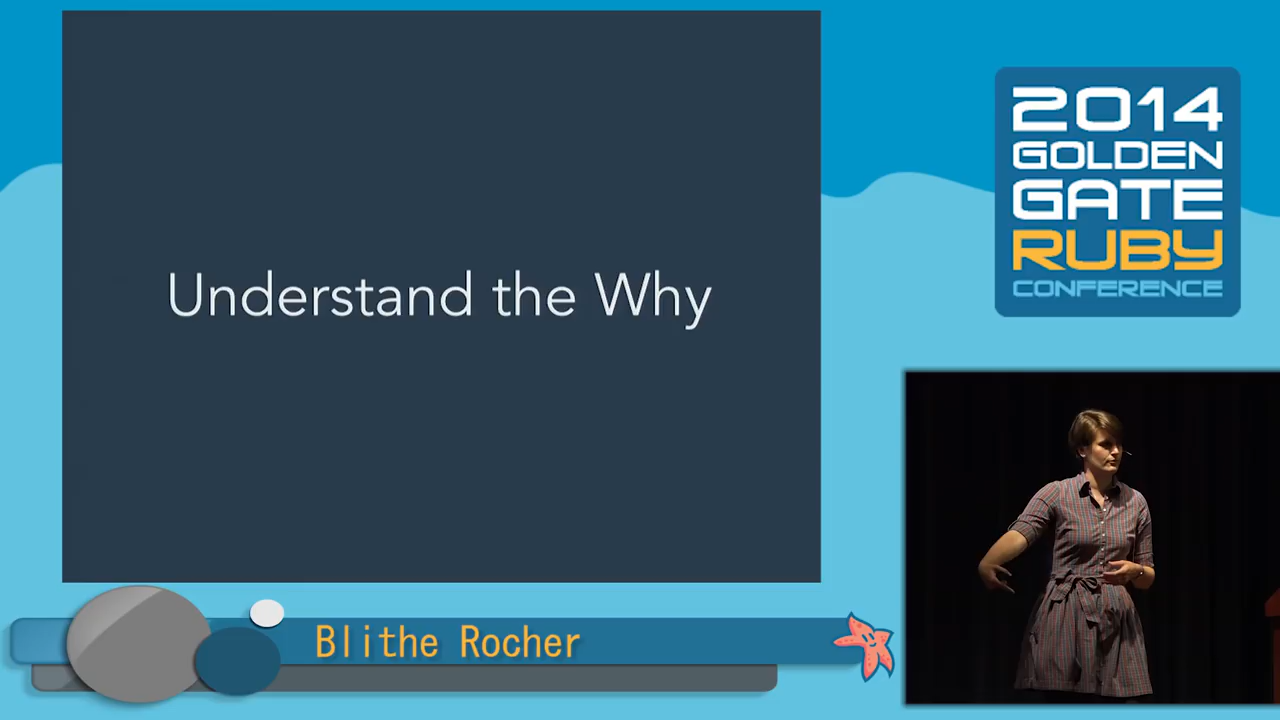 Understand the Why
2014
GOLDEN
GATE
RUBY
CONFERENCE
Blithe Rocher